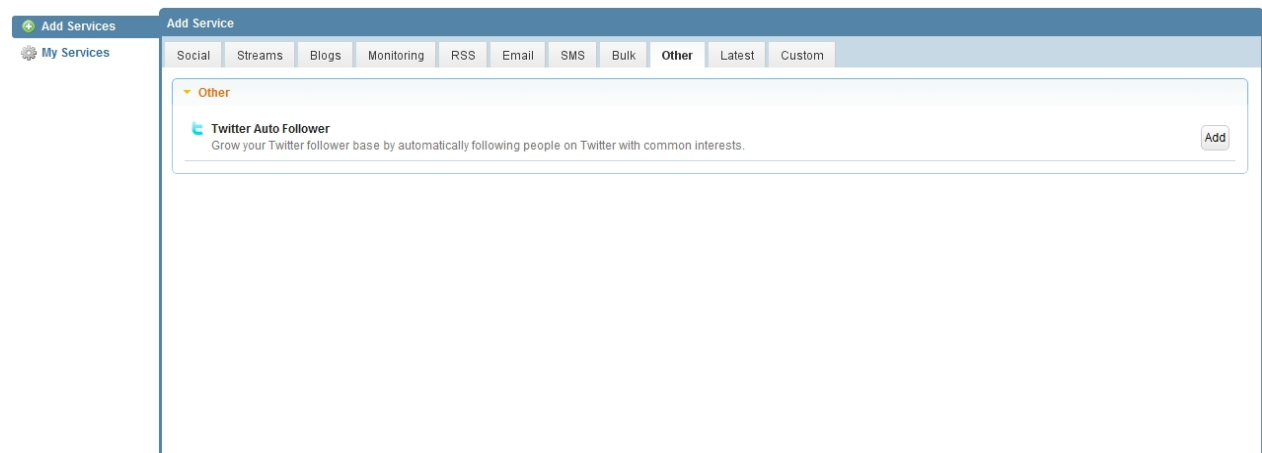 Add Services
My Services
Add Service
Social Streams Blogs Monitoring RSS Email SMS Bulk Other Latest Custom
Other
Twitter Auto Follower
Grow your Twitter follower base by automatically following people on Twitter with common interests.
Add